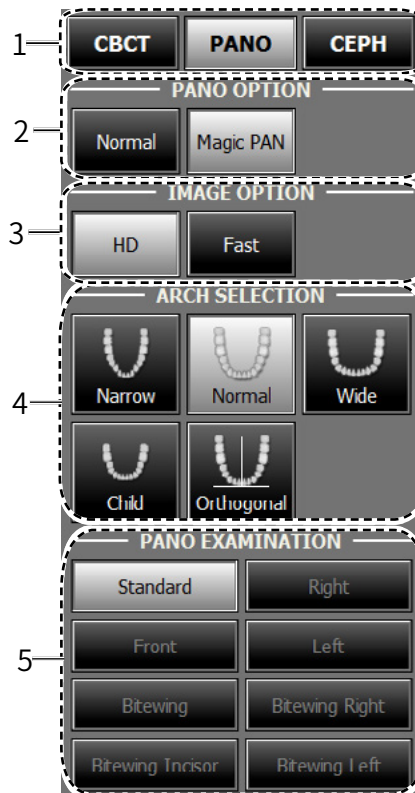 1 CBCT PANO CEPH
PANO OPTION
2 Normal Magic PAN
IMAGE OPTION
3 HD Fast
ARCH SELECTION
4 Narrow Normal Wide
Child Orthogonal
PANO EXAMINATION
Standard Right
Front Left
5 Bitewing Bitewing Right
Bitewing Incisor Bitewing Left